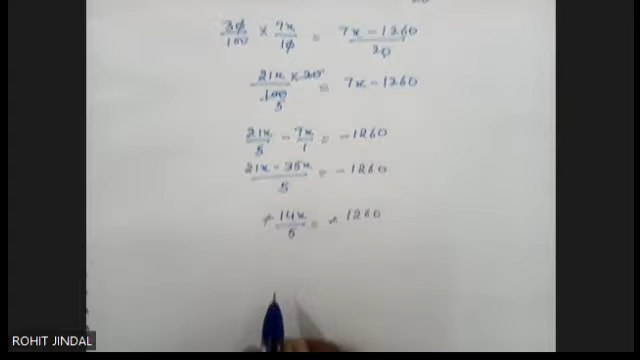 30/100 × 7x/10 = 7x - 1260/20
21x × 20/100 5 = 7x - 1260
21x/5 - 7x/1 = -1260
21x - 35x/5 = -1260
-14x/5 = -1260
ROHIT JINDAL